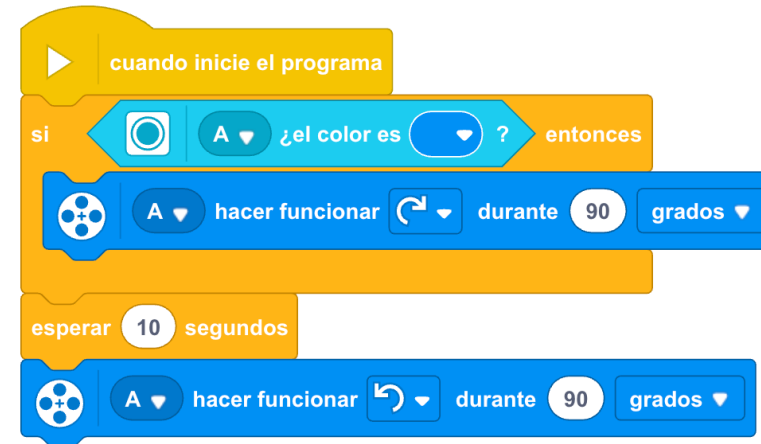 cuando inicie el programa
si A ¿el color es ? entonces
A hacer funcionar durante 90 grados
esperar 10 segundos
A hacer funcionar durante 90 grados